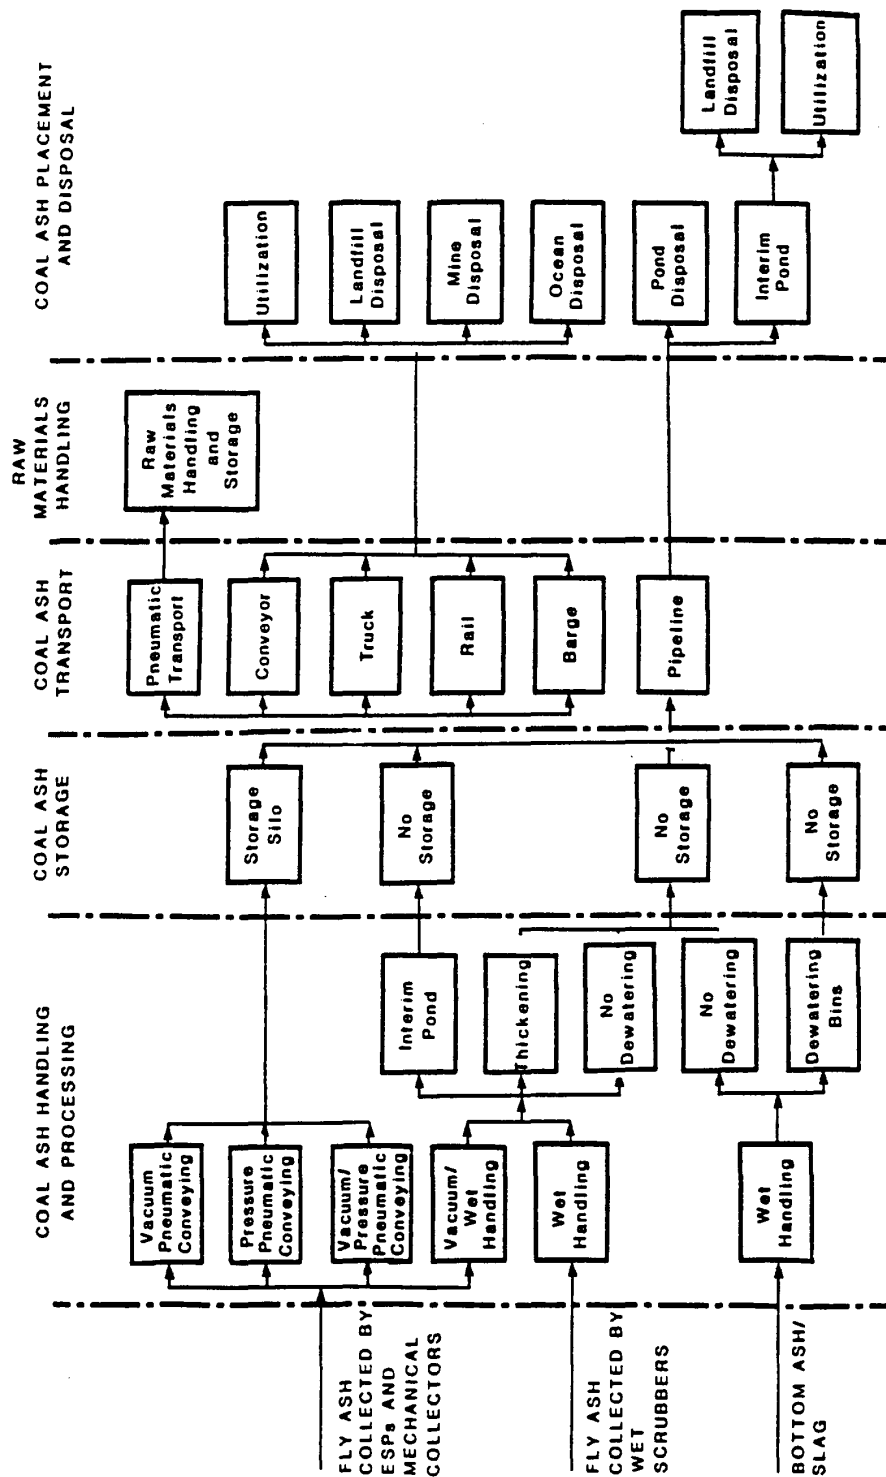 COAL ASH HANDLING
AND PROCESSING
COAL ASH
STORAGE
COAL ASH
TRANSPORT
RAW
MATERIALS
HANDLING
COAL ASH PLACEMENT
AND DISPOSAL
FLY ASH
COLLECTED BY
ESPs AND
MECHANICAL
COLLECTORS
FLY ASH
COLLECTED BY
WET
SCRUBBERS
BOTTOM ASH/
SLAG
Vacuum
Pneumatic
Conveying
Pressure
Pneumatic
Conveying
Vacuum/
Pressure
Pneumatic
Conveying
Vacuum/
Wet
Handling
Wet
Handling
Wet
Handling
Interim
Pond
Thickening
No
Dewatering
No
Dewatering
Dewatering
Bins
Storage
Silo
No
Storage
No
Storage
No
Storage
Pneumatic
Transport
Conveyor
Truck
Rail
Barge
Pipeline
Raw
Materials
Handling
and
Storage
Utilization
Landfill
Disposal
Mine
Disposal
Ocean
Disposal
Pond
Disposal
Interim
Pond
Landfill
Disposal
Utilization